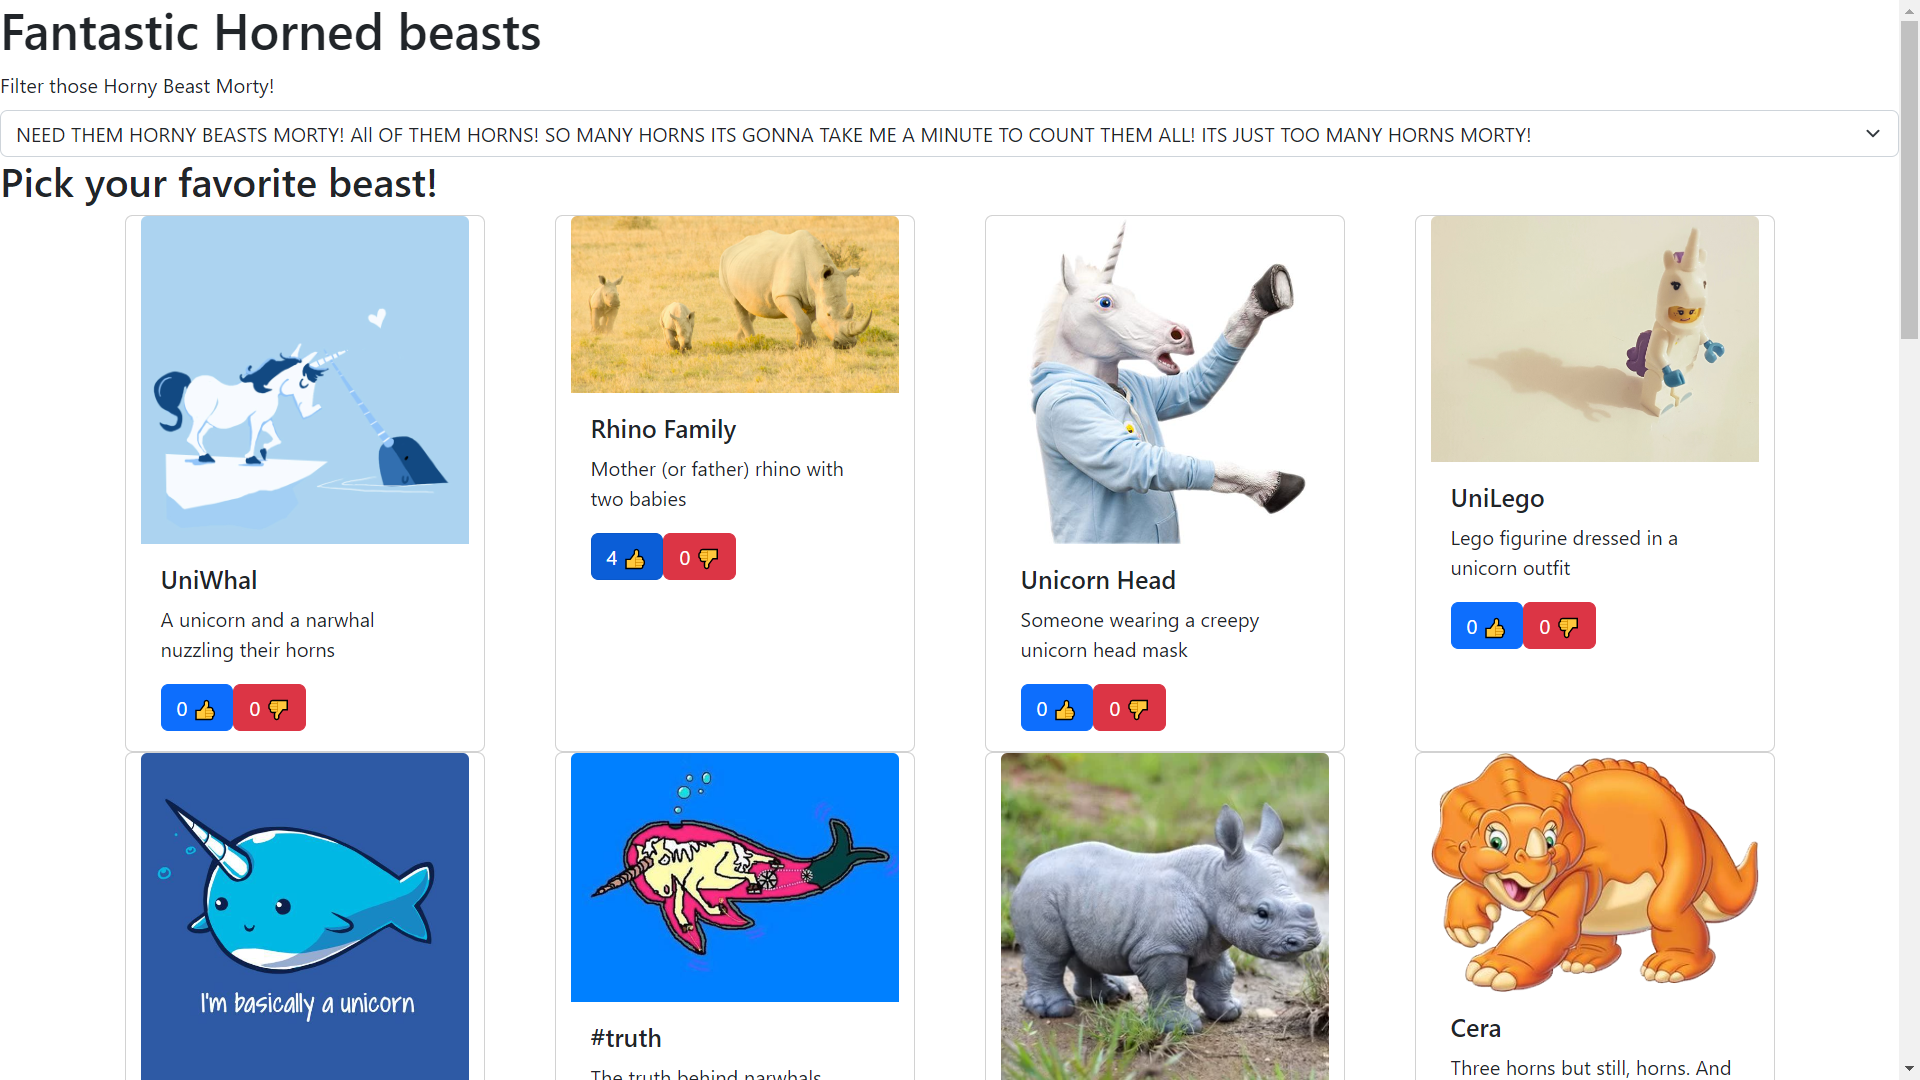 Fantastic Horned beasts
Filter those Horny Beast Morty!
NEED THEM HORNY BEASTS MORTY! All OF THEM HORNS! SO MANY HORNS ITS GONNA TAKE ME A MINUTE TO COUNT THEM ALL! ITS JUST TOO MANY HORNS MORTY!
Pick your favorite beast!
UniWhal
A unicorn and a narwhal
nuzzling their horns
0 👍 0 👎
Rhino Family
Mother (or father) rhino with
two babies
4 👍 0 👎
Unicorn Head
Someone wearing a creepy
unicorn head mask
0 👍 0 👎
UniLego
Lego figurine dressed in a
unicorn outfit
0 👍 0 👎
I'm basically a unicorn
#truth
The truth behind narwhals
Cera
Three horns but still, horns. And